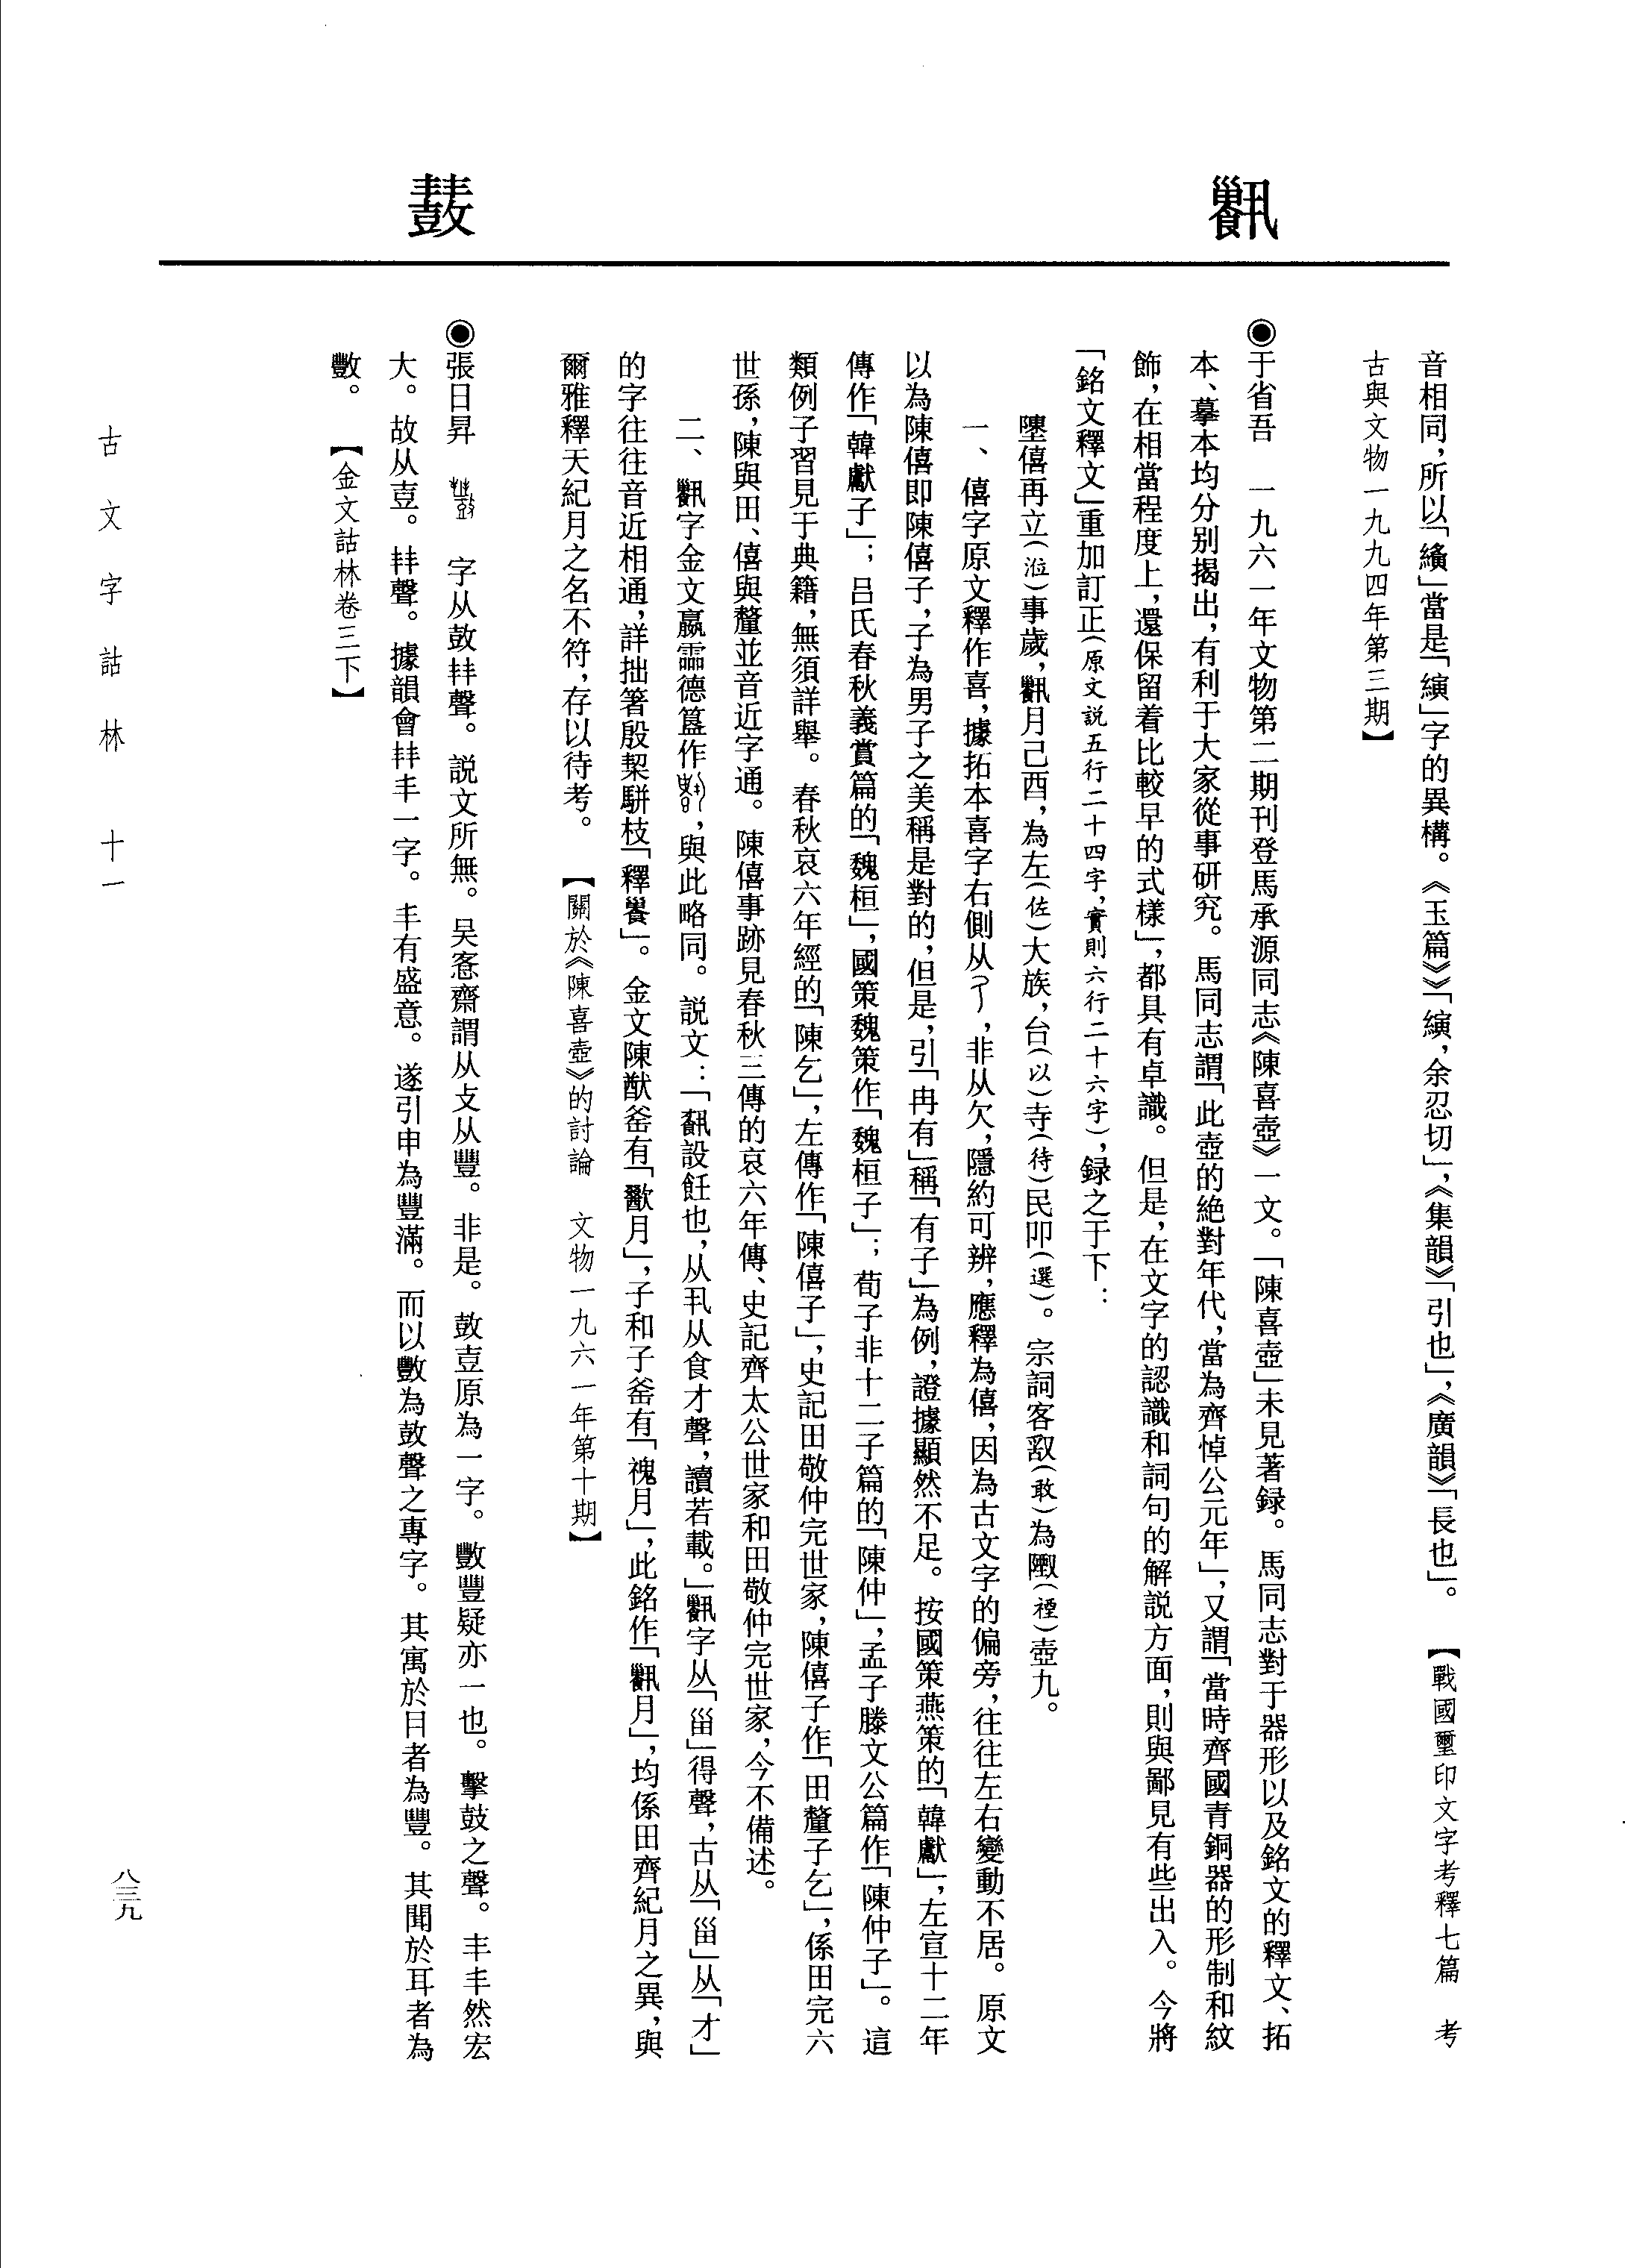 音相同，所以「𦅾」當是「縯」字的異構。《玉篇》「縯，余忍切」，《集韻》「引也」，《廣韻》「長也」。　【戰國璽印文字考釋七篇　考
古與文物一九九四年第三期】
◉于省吾　一九六一年文物第二期刊登馬承源同志《陳喜壺》一文。「陳喜壺」未見著録。馬同志對于器形以及銘文的釋文、拓
本、摹本均分别揭出，有利于大家從事研究。馬同志謂「此壺的絶對年代，當為齊悼公元年」，又謂「當時齊國青銅器的形制和紋
飾，在相當程度上，還保留着比較早的式樣」，都具有卓識。但是，在文字的認識和詞句的解説方面，則與鄙見有些出入。今將
「銘文釋文」重加訂正（原文説五行二十四字，實則六行二十六字），録之于下：
墬僖再立（涖）事歲，月己酉，為左（佐）大族，台（以）寺（待）民卲（選）。宗詞客敢（敢）為（禋）壺九。
一、僖字原文釋作喜，據拓本喜字右側从，非从欠，隱約可辨，應釋為僖，因為古文字的偏旁，往往左右變動不居。原文
以為陳僖即陳僖子，子為男子之美稱是對的，但是，引「冉有」稱「有子」為例，證據顯然不足。按國策燕策的「韓獻」，左宣十二年
傳作「韓獻子」；吕氏春秋義賞篇的「魏桓」，國策魏策作「魏桓子」；荀子非十二子篇的「陳仲」，孟子滕文公篇作「陳仲子」。這
類例子習見于典籍，無須詳舉。春秋哀六年經的「陳乞」，左傳作「陳僖子」，史記田敬仲完世家，陳僖子作「田釐子乞」，係田完六
世孫，陳與田、僖與釐並音近字通。陳僖事跡見春秋三傳的哀六年傳、史記齊太公世家和田敬仲完世家，今不備述。
二、字金文嬴霝德簋作，與此略同。説文：「䬤設飪也，从丮从食才聲，讀若載。」字从「甾」得聲，古从「甾」从「才」
的字往往音近相通，詳拙箸殷栔駢枝「釋」。金文陳猷釜有「月」，子和子釜有「䄎月」，此銘作「月」，均係田齊紀月之異，與
爾雅釋天紀月之名不符，存以待考。　【關於《陳喜壺》的討論　文物一九六一年第十期】
◉張日昇　字从鼔𡴀聲。説文所無。吴愙齋謂从攴从豐。非是。鼔壴原為一字。豐疑亦一也。擊鼓之聲。丰丰然宏
大。故从壴。𡴀聲。據韻會𡴀丰一字。丰有盛意。遂引申為豐滿。而以為鼔聲之專字。其寓於目者為豐。其聞於耳者為
。　【金文詁林卷三下】
古文字詁林　十一
八三九